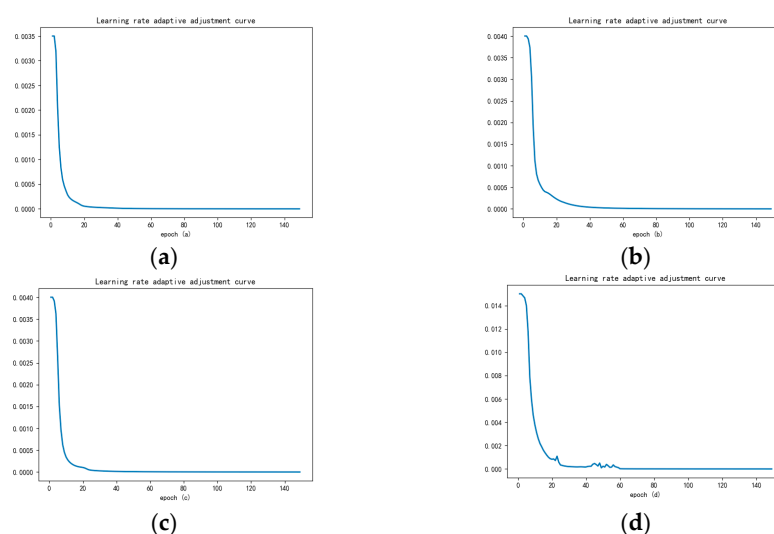 Learning rate adaptive adjustment curve
0.0035
0.0030
0.0025
0.0020
0.0015
0.0010
0.0005
0.0000
0 20 40 60 80 100 120 140
epoch (a)
(a)
Learning rate adaptive adjustment curve
0.0040
0.0035
0.0030
0.0025
0.0020
0.0015
0.0010
0.0005
0.0000
0 20 40 60 80 100 120 140
epoch (b)
(b)
Learning rate adaptive adjustment curve
0.0040
0.0035
0.0030
0.0025
0.0020
0.0015
0.0010
0.0005
0.0000
0 20 40 60 80 100 120 140
epoch (c)
(c)
Learning rate adaptive adjustment curve
0.014
0.012
0.010
0.008
0.006
0.004
0.002
0.000
0 20 40 60 80 100 120 140
epoch (d)
(d)